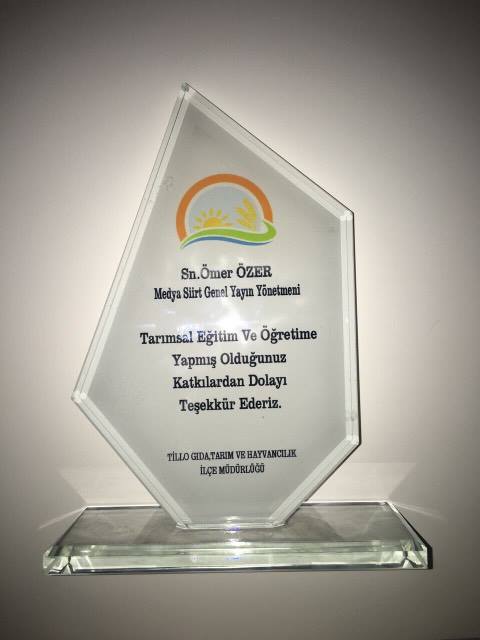 Sn.Ömer ÖZER
Medya Siirt Genel Yayın Yönetmeni
Tarımsal Eğitim Ve Öğretime
Yapmış Olduğunuz
Katkılardan Dolayı
Teşekkür Ederiz.
TİLLO GIDA,TARIM VE HAYVANCILIK
İLÇE MÜDÜRLÜĞÜ